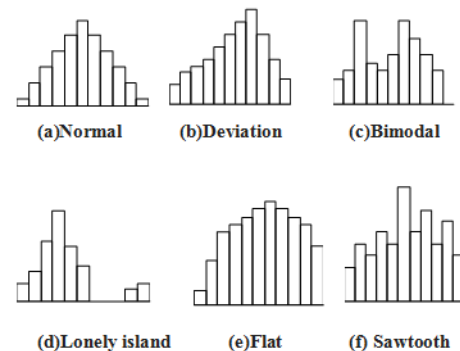 (a)Normal
(b)Deviation
(c)Bimodal
(d)Lonely island
(e)Flat
(f) Sawtooth